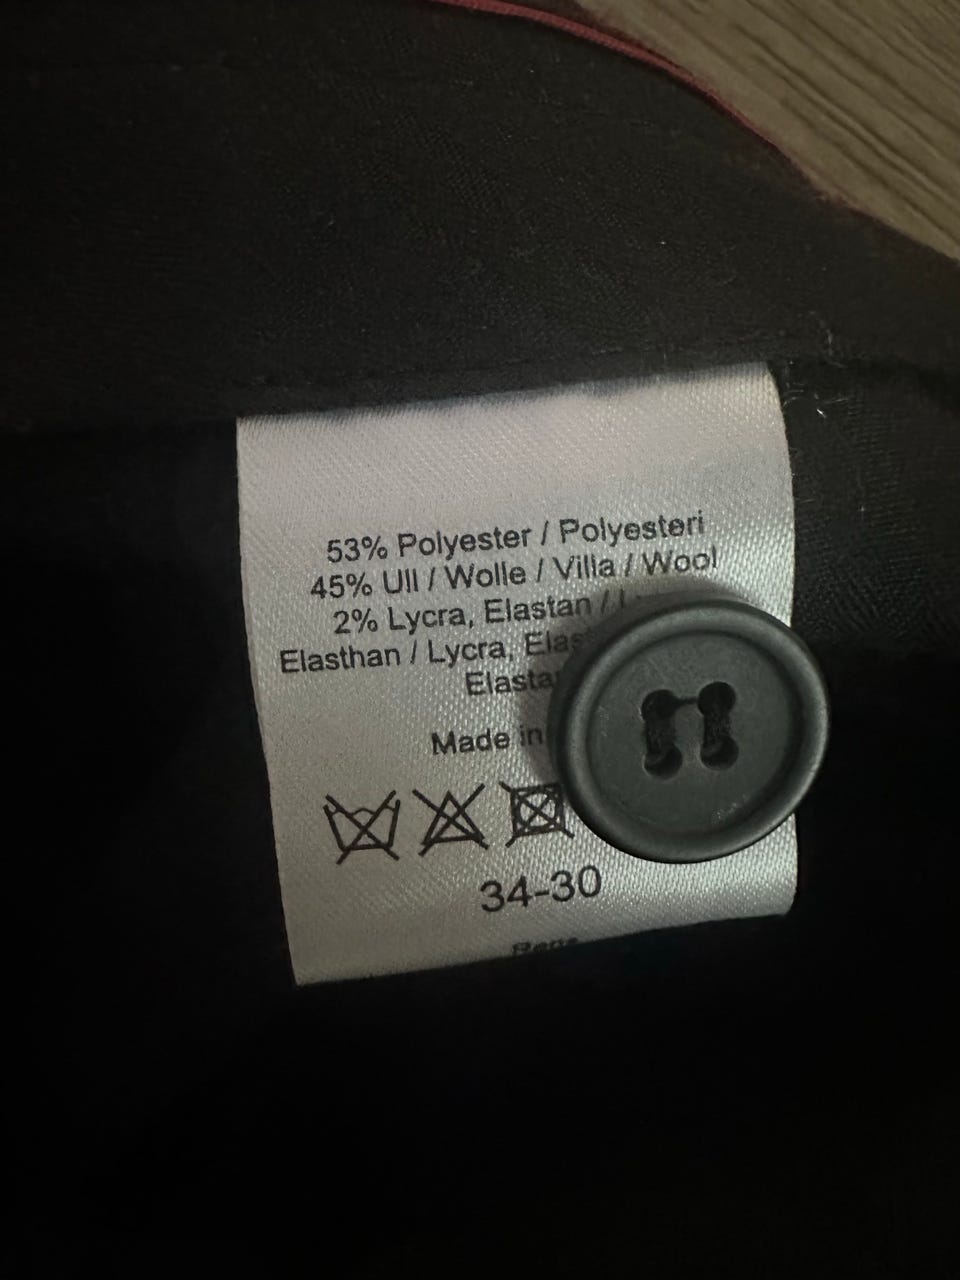 53% Polyester / Polyesteri
45% Ull / Wolle / Villa / Wool
2% Lycra, Elastan /
Elasthan / Lycra,
Made in
34-30